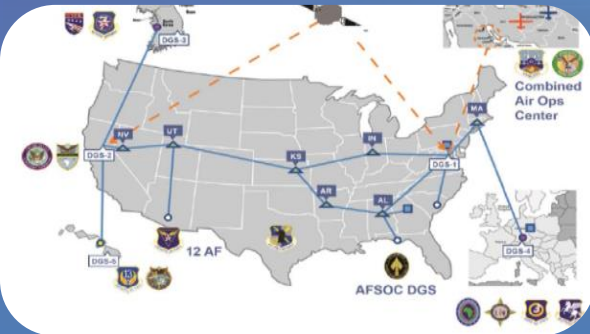 DGS-3
Combined
Air Ops
Center
MA
NV
UT
IN
KS
DGS-2
DGS-1
AR
AL
DGS-5
12 AF
AFSOC DGS
DGS-4